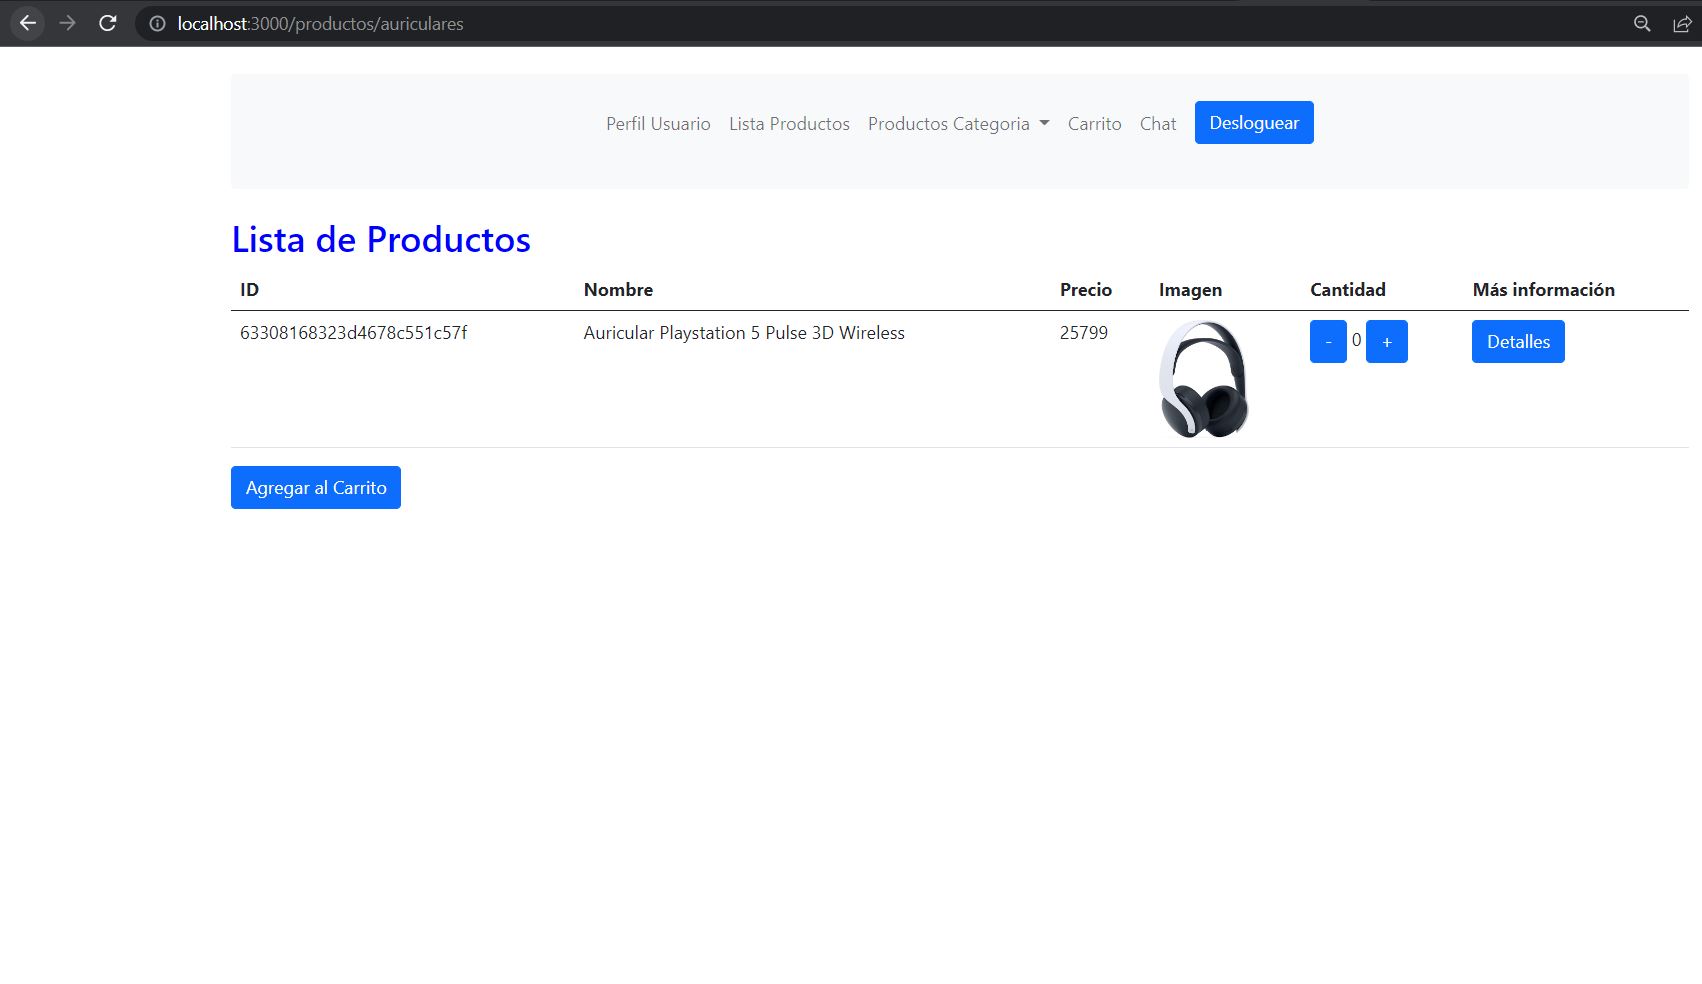 localhost:3000/productos/auriculares
Perfil Usuario Lista Productos Productos Categoria Carrito Chat Desloguear
Lista de Productos
ID Nombre Precio Imagen Cantidad Más información
63308168323d4678c551c57f Auricular Playstation 5 Pulse 3D Wireless 25799 - 0 + Detalles
Agregar al Carrito